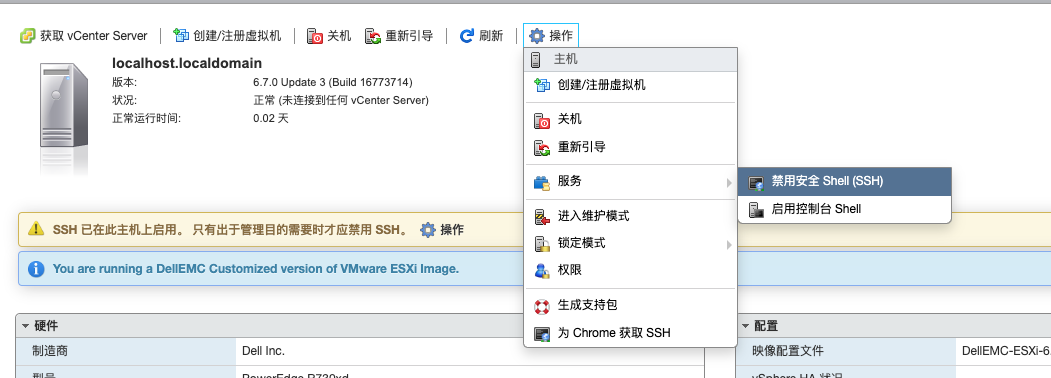 获取 vCenter Server 创建/注册虚拟机 关机 重新引导 刷新 操作
localhost.localdomain
版本: 6.7.0 Update 3 (Build 16773714)
状况: 正常 (未连接到任何 vCenter Server)
正常运行时间: 0.02 天
主机
创建/注册虚拟机
关机
重新引导
服务
禁用安全 Shell (SSH)
启用控制台 Shell
进入维护模式
锁定模式
权限
生成支持包
为 Chrome 获取 SSH
SSH 已在此主机上启用。 只有出于管理目的需要时才应禁用 SSH。 操作
You are running a DellEMC Customized version of VMware ESXi Image.
硬件
制造商 Dell Inc.
型号 PowerEdge R730xd
配置
映像配置文件 DellEMC-ESXi-6.
vSphere HA 状况